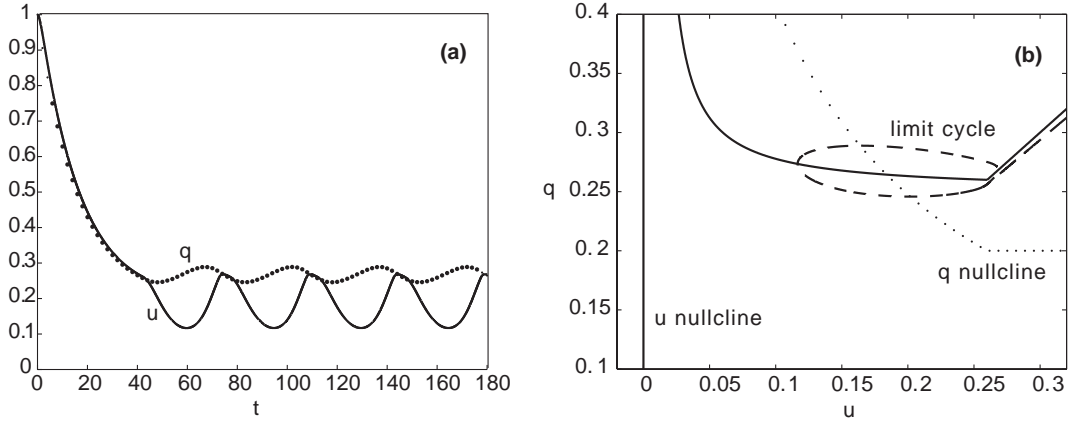 1
0.9
0.8
0.7
0.6
0.5
0.4
0.3
0.2
0.1
0
(a)
q
u
0 20 40 60 80 100 120 140 160 180
t
0.4
0.35
0.3
0.25
0.2
0.15
0.1
q
(b)
limit cycle
q nullcline
u nullcline
0 0.05 0.1 0.15 0.2 0.25 0.3
u